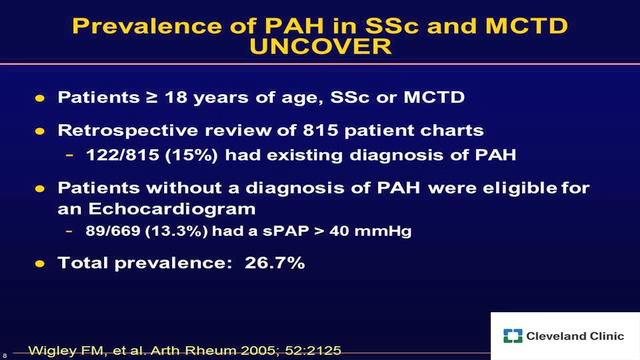 Prevalence of PAH in SSc and MCTD
UNCOVER
● Patients ≥ 18 years of age, SSc or MCTD
● Retrospective review of 815 patient charts
– 122/815 (15%) had existing diagnosis of PAH
● Patients without a diagnosis of PAH were eligible for
an Echocardiogram
– 89/669 (13.3%) had a sPAP > 40 mmHg
● Total prevalence: 26.7%
Cleveland Clinic
8
Wigley FM, et al. Arth Rheum 2005; 52:2125